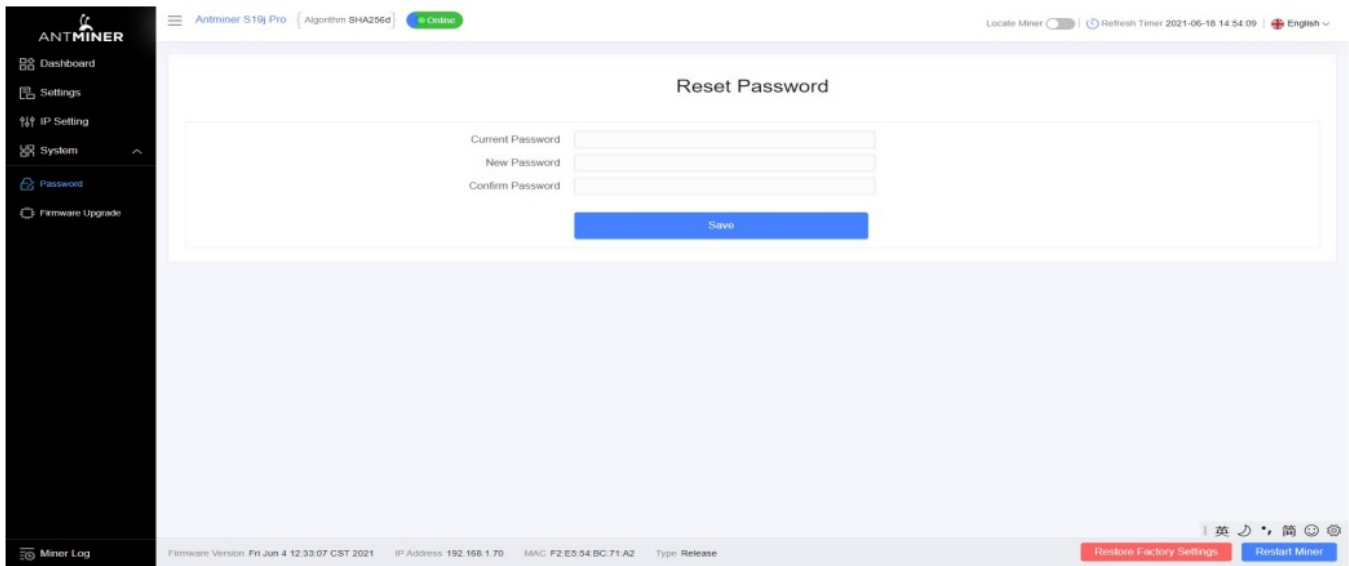 ANTMINER
Antminer S19j Pro { Algorithm SHA256d } Online
Locate Miner Refresh Timer 2021-06-18 14:54:09 English
Dashboard
Settings
IP Setting
System
Password
Firmware Upgrade
Reset Password
Current Password
New Password
Confirm Password
Save
英 简
Miner Log
Firmware Version Fri Jun 4 12:33:07 CST 2021 IP Address 192.168.1.70 MAC F2:E5:54:BC:71:A2 Type Release
Restore Factory Settings Restart Miner